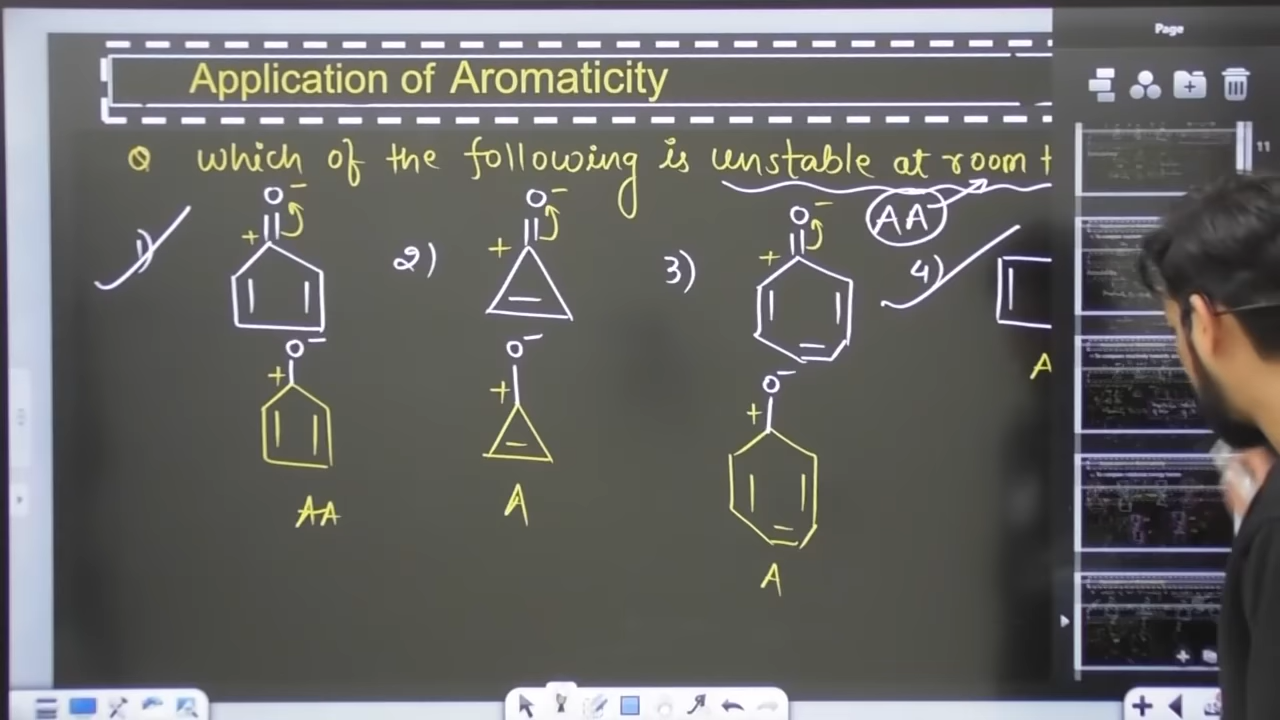 Page
Application of Aromaticity
11
Q which of the following is unstable at room t
AA
1)
2)
3)
4)
O⁻
+
O⁻
+
O⁻
+
O⁻
+
O⁻
+
O⁻
+
A
AA
A
A